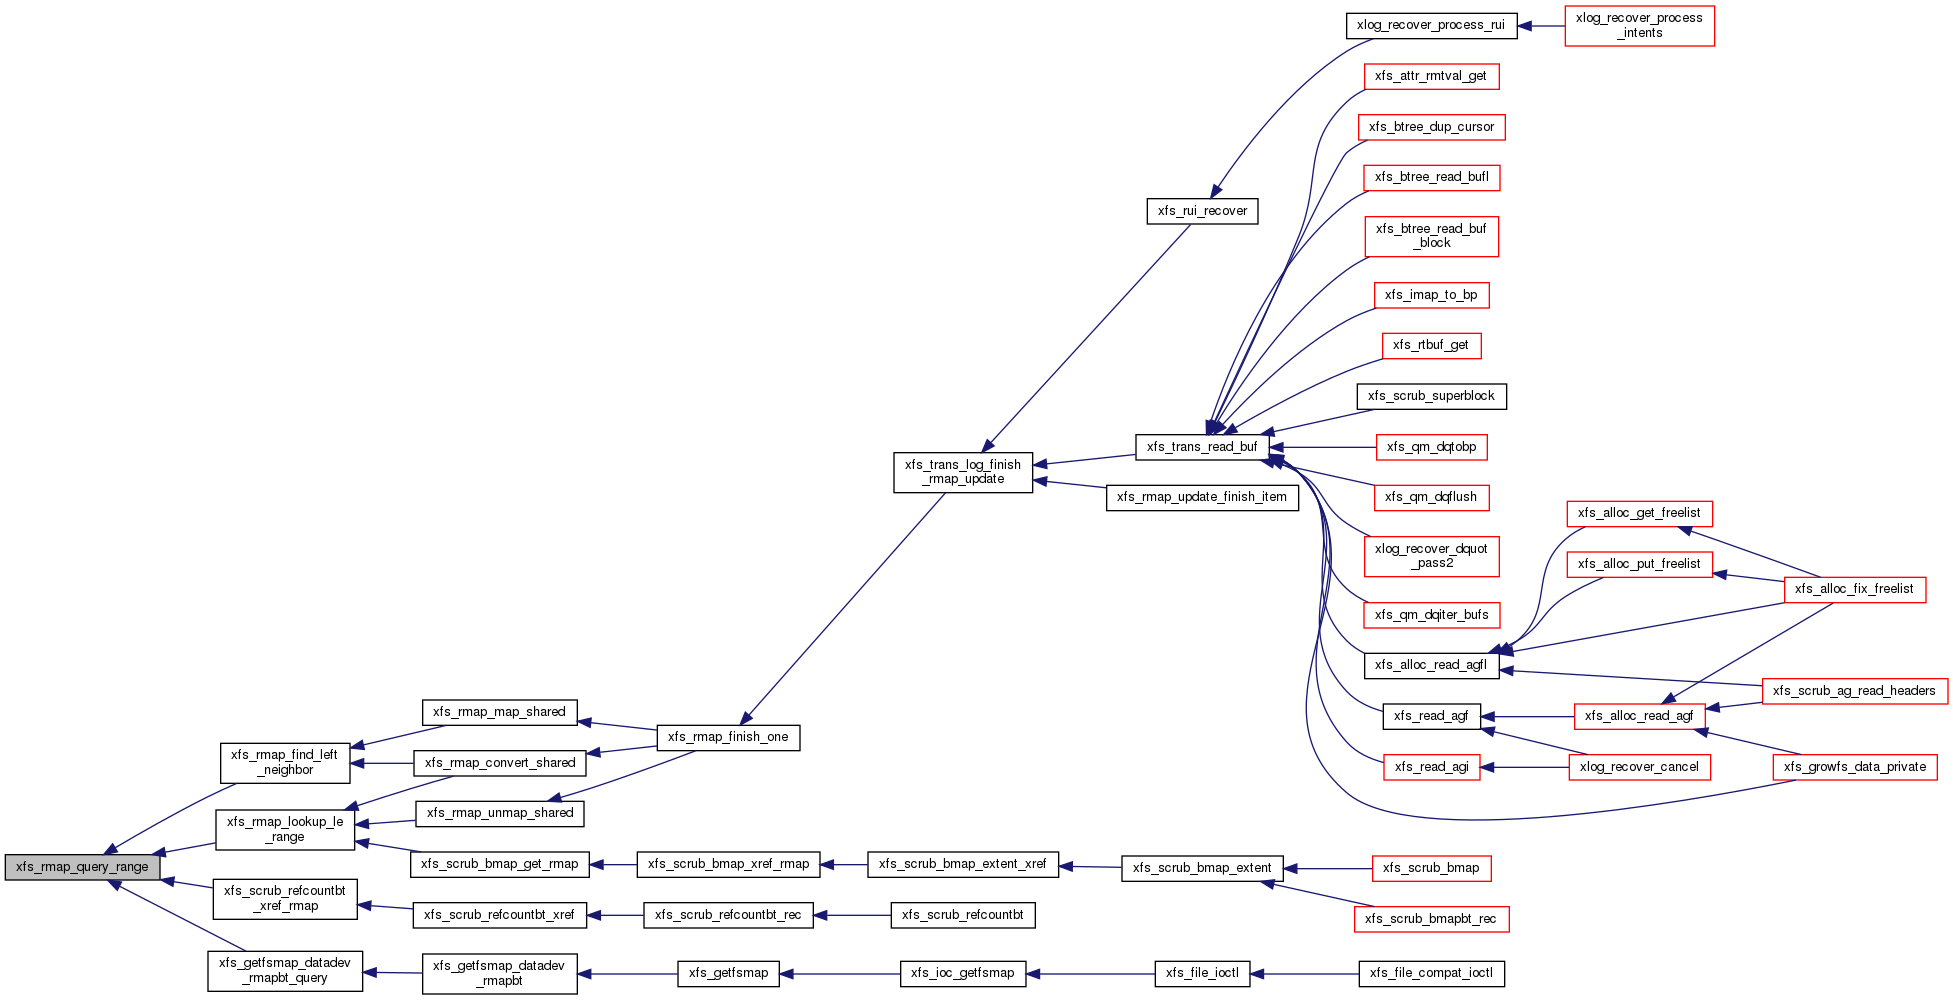 xlog_recover_process_rui
xlog_recover_process
_intents
xfs_attr_rmtval_get
xfs_btree_dup_cursor
xfs_btree_read_bufl
xfs_rui_recover
xfs_btree_read_buf
_block
xfs_imap_to_bp
xfs_rtbuf_get
xfs_scrub_superblock
xfs_trans_read_buf
xfs_qm_dqtobp
xfs_trans_log_finish
_rmap_update
xfs_rmap_update_finish_item
xfs_qm_dqflush
xfs_alloc_get_freelist
xlog_recover_dquot
_pass2
xfs_alloc_put_freelist
xfs_alloc_fix_freelist
xfs_qm_dqiter_bufs
xfs_alloc_read_agfl
xfs_scrub_ag_read_headers
xfs_rmap_map_shared
xfs_read_agf
xfs_alloc_read_agf
xfs_rmap_finish_one
xfs_rmap_find_left
_neighbor
xfs_rmap_convert_shared
xfs_read_agi
xlog_recover_cancel
xfs_growfs_data_private
xfs_rmap_unmap_shared
xfs_rmap_lookup_le
_range
xfs_rmap_query_range
xfs_scrub_bmap_get_rmap
xfs_scrub_bmap_xref_rmap
xfs_scrub_bmap_extent_xref
xfs_scrub_bmap_extent
xfs_scrub_bmap
xfs_scrub_refcountbt
_xref_rmap
xfs_scrub_refcountbt_xref
xfs_scrub_refcountbt_rec
xfs_scrub_refcountbt
xfs_scrub_bmapbt_rec
xfs_getfsmap_datadev
_rmapbt_query
xfs_getfsmap_datadev
_rmapbt
xfs_getfsmap
xfs_ioc_getfsmap
xfs_file_ioctl
xfs_file_compat_ioctl